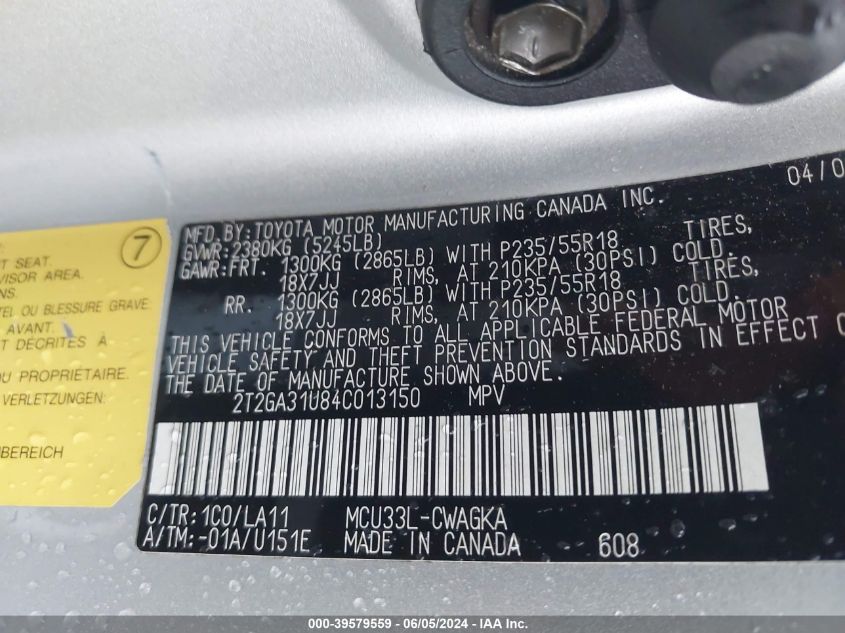 04/0
MFD. BY: TOYOTA MOTOR MANUFACTURING CANADA INC.
GVWR: 2380KG (5245LB)
GAWR: FRT. 1300KG (2865LB) WITH P235/55R18 TIRES,
18X7JJ RIMS, AT 210KPA (30PSI) COLD.
RR. 1300KG (2865LB) WITH P235/55R18 TIRES,
18X7JJ RIMS, AT 210KPA (30PSI) COLD.
THIS VEHICLE CONFORMS TO ALL APPLICABLE FEDERAL MOTOR
VEHICLE SAFETY AND THEFT PREVENTION STANDARDS IN EFFECT O
THE DATE OF MANUFACTURE SHOWN ABOVE.
2T2GA31U84C013150 MPV
C/TR: 1C0/LA11 MCU33L-CWAGKA
A/TM: -01A/U151E MADE IN CANADA 608
7
T SEAT.
VISOR AREA.
NS.
TEL OU BLESSURE GRAVE
AVANT.
T DÉCRITES À
U PROPRIÉTAIRE.
VERLETZUNGEN:
BEREICH
000-39579559 - 06/05/2024 - IAA Inc.